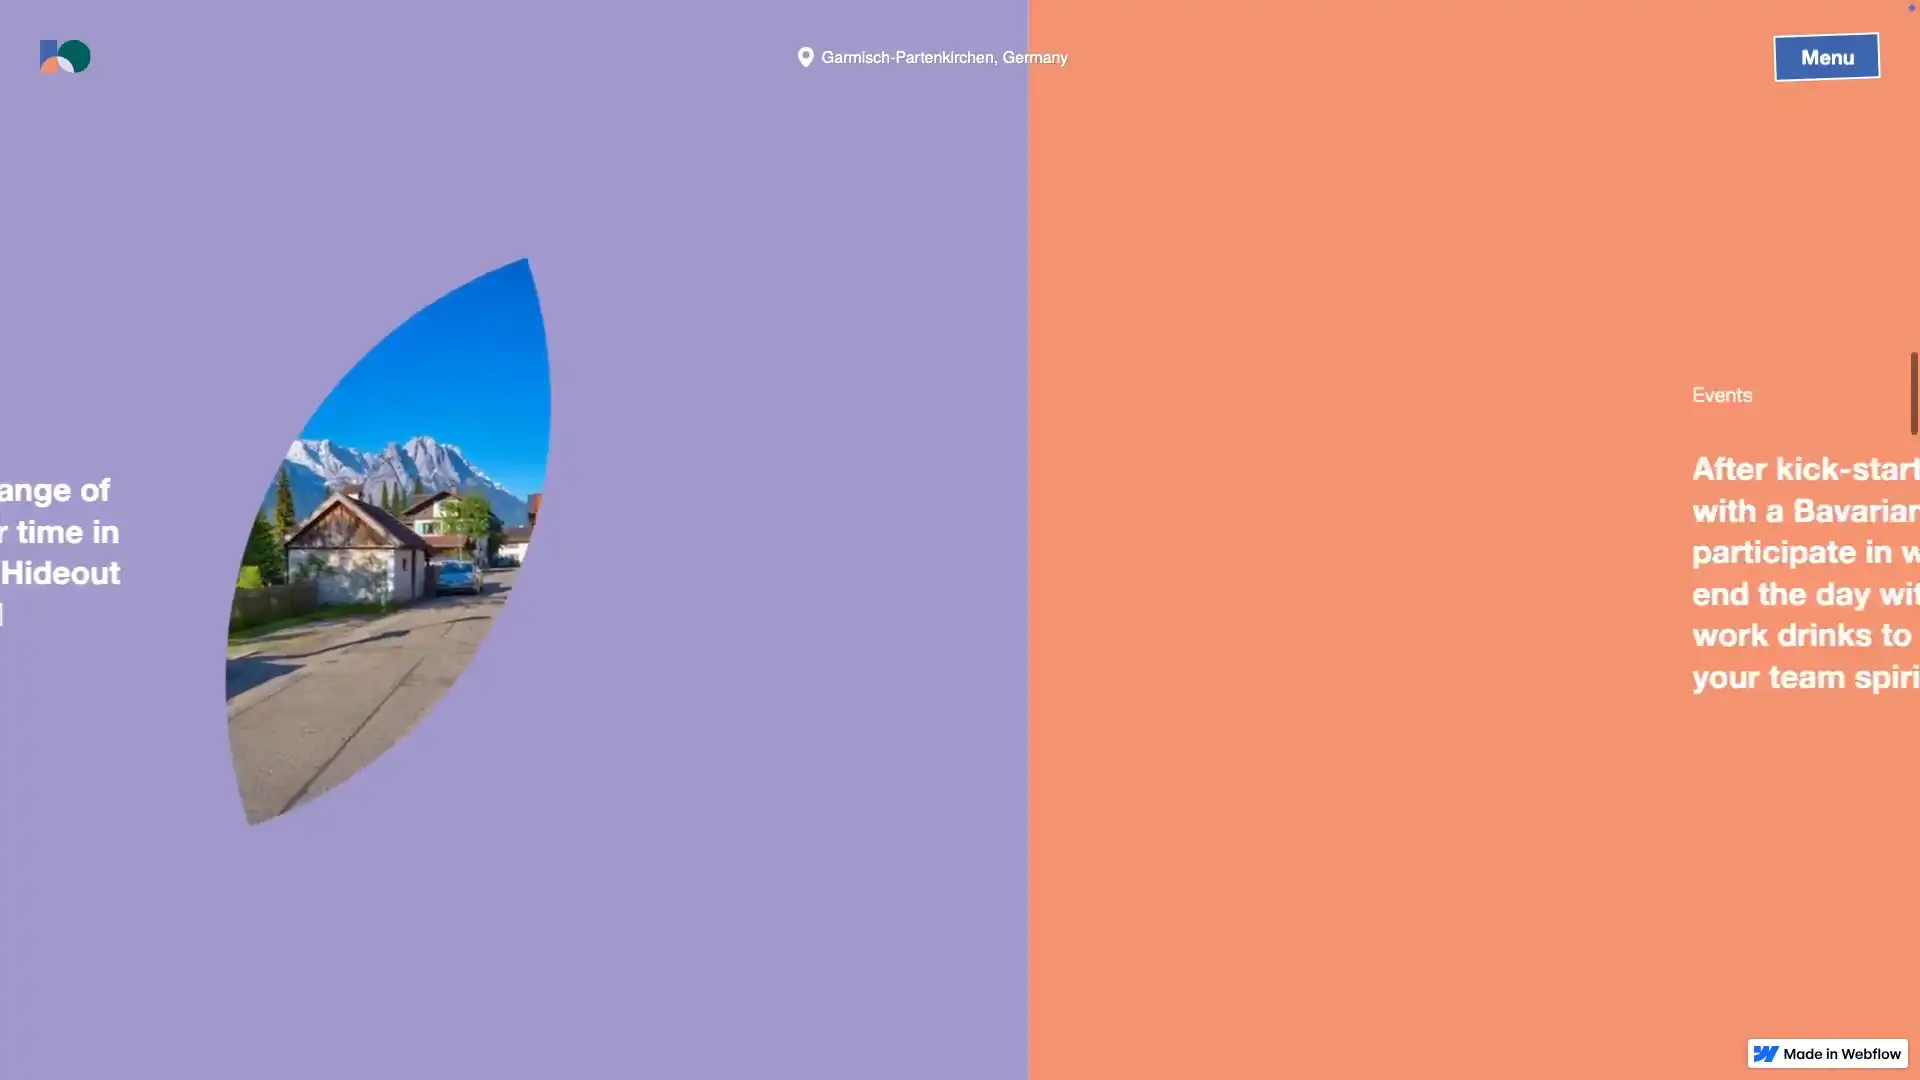 Garmisch-Partenkirchen, Germany
Menu
ange of
r time in
Hideout
Events
After kick-start
with a Bavarian
participate in w
end the day wit
work drinks to
your team spiri
Made in Webflow